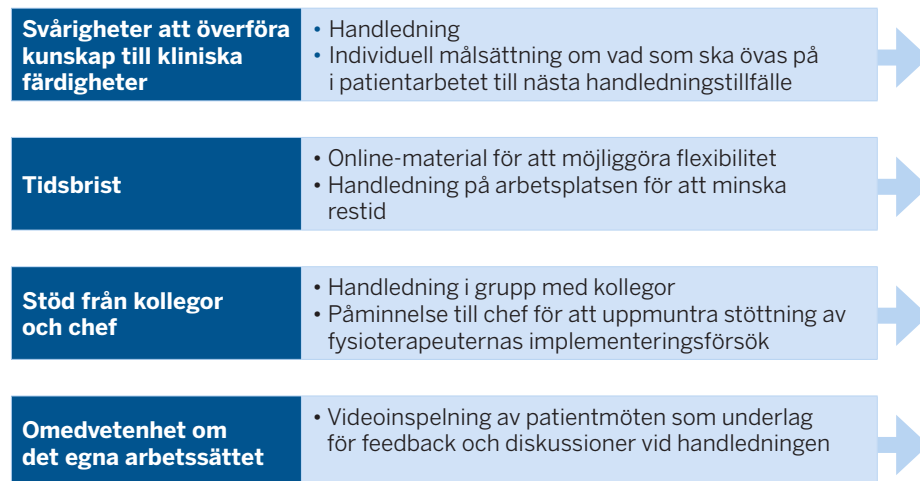 Svårigheter att överföra
kunskap till kliniska
färdigheter
• Handledning
• Individuell målsättning om vad som ska övas på
i patientarbetet till nästa handledningstillfälle
Tidsbrist
• Online-material för att möjliggöra flexibilitet
• Handledning på arbetsplatsen för att minska
restid
Stöd från kollegor
och chef
• Handledning i grupp med kollegor
• Påminnelse till chef för att uppmuntra stöttning av
fysioterapeuternas implementeringsförsök
Omedvetenhet om
det egna arbetssättet
• Videoinspelning av patientmöten som underlag
för feedback och diskussioner vid handledningen